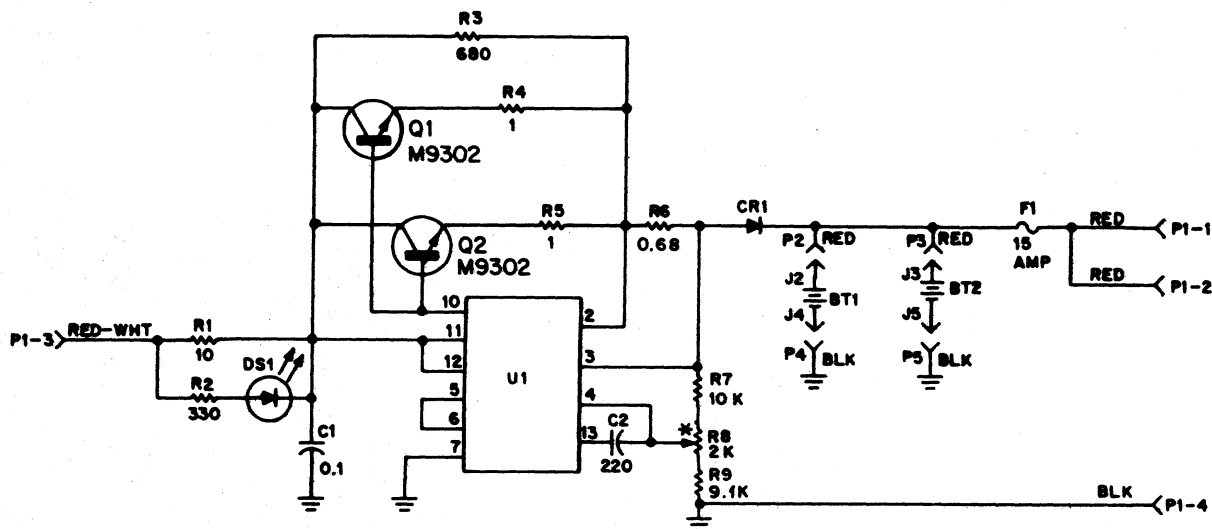 R3
680
R4
1
Q1
M9302
R5
1
R6
0.68
CR1
F1
15
AMP
RED
P1-1
RED
P1-2
P2
RED
P3
RED
Q2
M9302
J2
BT1
J4
P4
BLK
J3
BT2
J5
P5
BLK
10
2
P1-3
RED-WHT
R1
10
11
12
3
U1
DS1
R2
330
5
4
6
13
7
C2
220
R7
10K
*
R8
2K
R9
9.1K
C1
0.1
BLK
P1-4